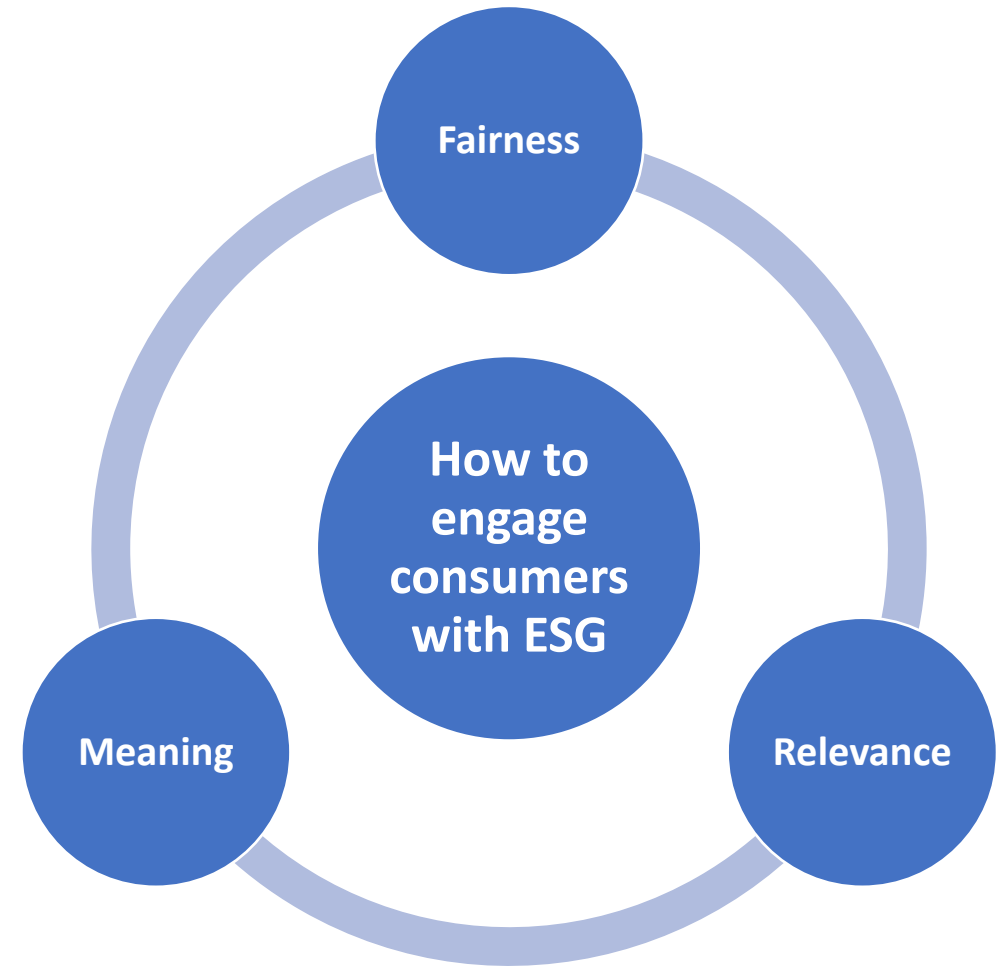 Fairness
How to
engage
consumers
with ESG
Meaning
Relevance